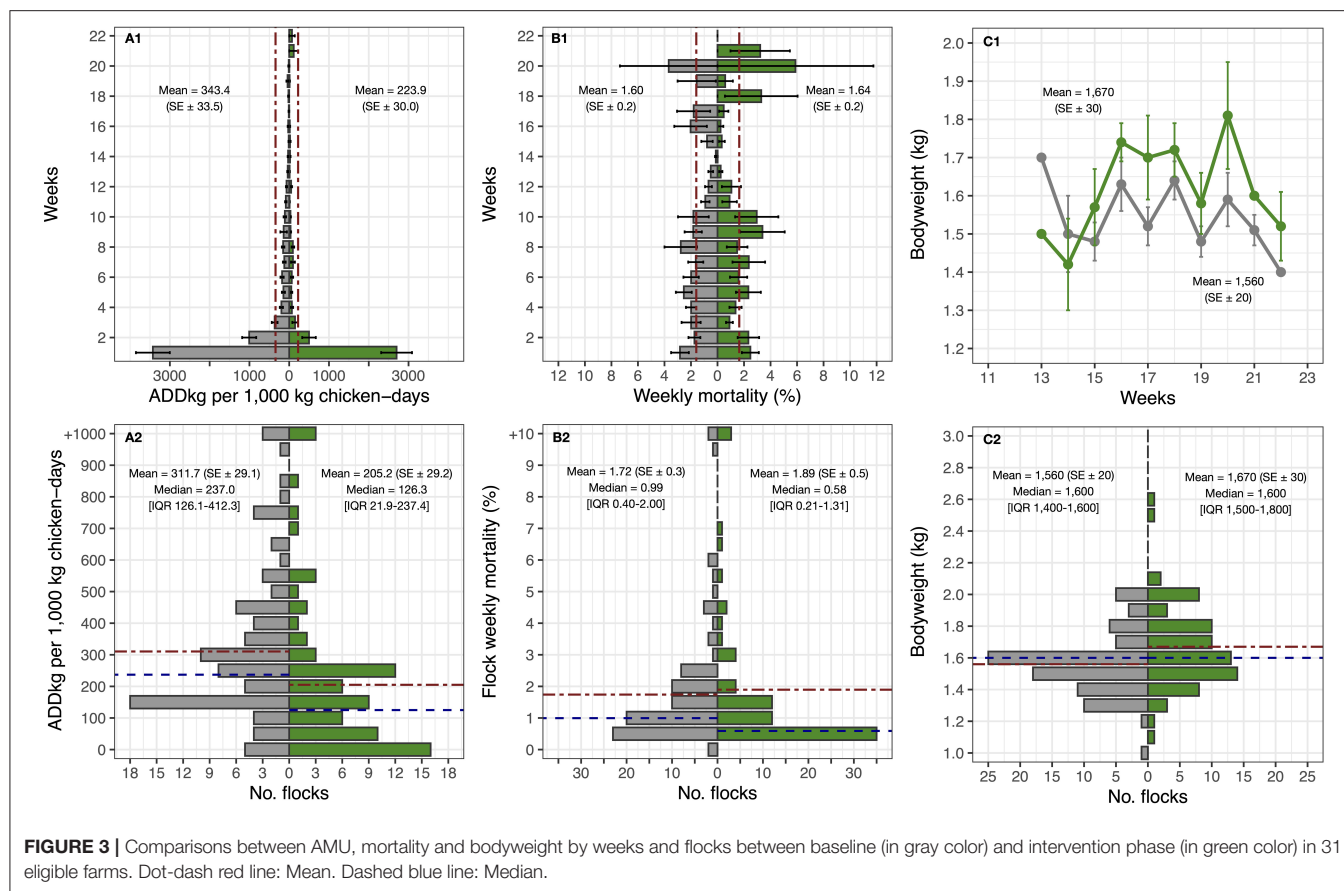 A1
22
20
18
16
14
12
10
8
6
4
2
Weeks
Mean = 343.4
(SE ± 33.5)
Mean = 223.9
(SE ± 30.0)
3000 1000 0 1000 3000
ADDkg per 1,000 kg chicken−days
B1
22
20
18
16
14
12
10
8
6
4
2
Weeks
Mean = 1.60
(SE ± 0.2)
Mean = 1.64
(SE ± 0.2)
12 10 8 6 4 2 0 2 4 6 8 10 12
Weekly mortality (%)
C1
2.0
1.9
1.8
1.7
1.6
1.5
1.4
1.3
1.2
Bodyweight (kg)
Mean = 1,670
(SE ± 30)
Mean = 1,560
(SE ± 20)
11 13 15 17 19 21 23
Weeks
A2
+1000
900
800
700
600
500
400
300
200
100
0
ADDkg per 1,000 kg chicken−days
Mean = 311.7 (SE ± 29.1)
Median = 237.0
[IQR 126.1-412.3]
Mean = 205.2 (SE ± 29.2)
Median = 126.3
[IQR 21.9-237.4]
18 15 12 9 6 3 0 3 6 9 12 15 18
No. flocks
B2
+10
8
6
4
2
0
Flock weekly mortality (%)
Mean = 1.72 (SE ± 0.3)
Median = 0.99
[IQR 0.40-2.00]
Mean = 1.89 (SE ± 0.5)
Median = 0.58
[IQR 0.21-1.31]
30 20 10 0 10 20 30
No. flocks
C2
3.0
2.8
2.6
2.4
2.2
2.0
1.8
1.6
1.4
1.2
1.0
Bodyweight (kg)
Mean = 1,560 (SE ± 20)
Median = 1,600
[IQR 1,400-1,600]
Mean = 1,670 (SE ± 30)
Median = 1,600
[IQR 1,500-1,800]
25 20 15 10 5 0 5 10 15 20 25
No. flocks
FIGURE 3 | Comparisons between AMU, mortality and bodyweight by weeks and flocks between baseline (in gray color) and intervention phase (in green color) in 31
eligible farms. Dot-dash red line: Mean. Dashed blue line: Median.